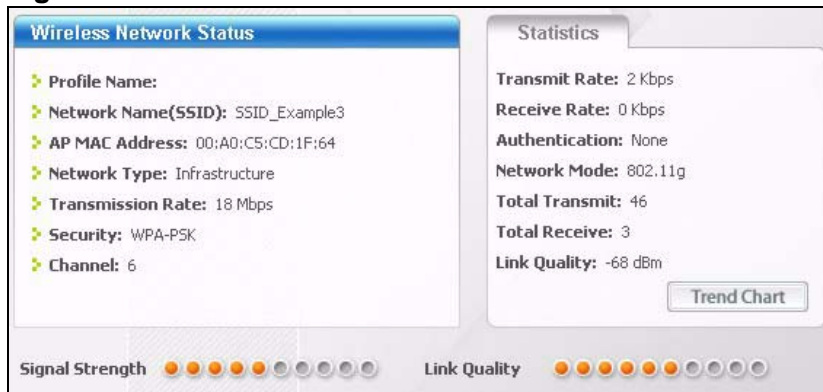 Wireless Network Status
Profile Name:
Network Name(SSID): SSID_Example3
AP MAC Address: 00:A0:C5:CD:1F:64
Network Type: Infrastructure
Transmission Rate: 18 Mbps
Security: WPA-PSK
Channel: 6
Statistics
Transmit Rate: 2 Kbps
Receive Rate: 0 Kbps
Authentication: None
Network Mode: 802.11g
Total Transmit: 46
Total Receive: 3
Link Quality: -68 dBm
Trend Chart
Signal Strength
Link Quality